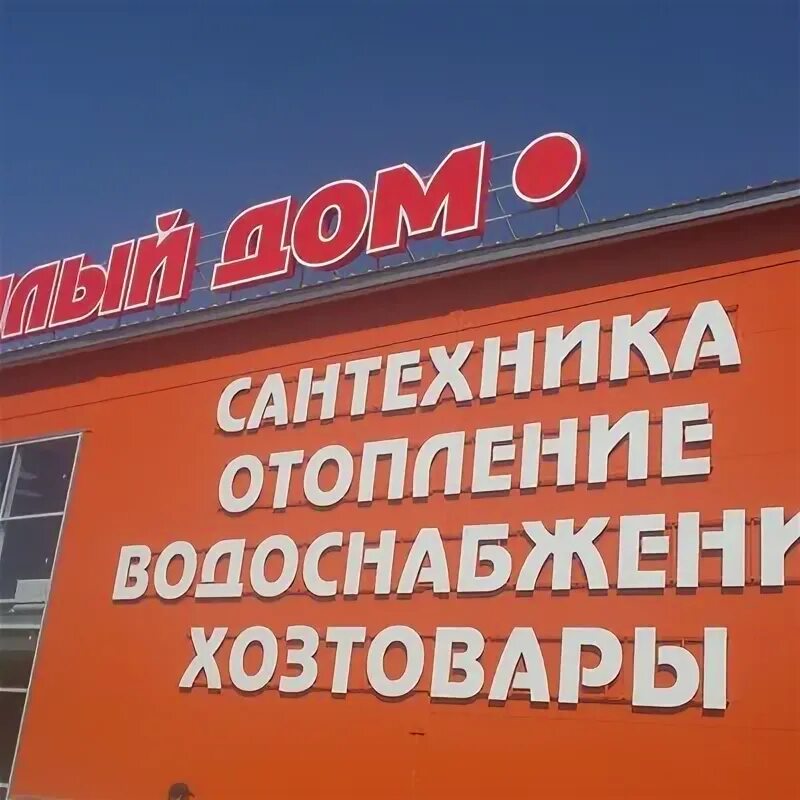 ЛЫЙ ДОМ
САНТЕХНИКА
ОТОПЛЕНИЕ
ВОДОСНАБЖЕНИ
ХОЗТОВАРЫ